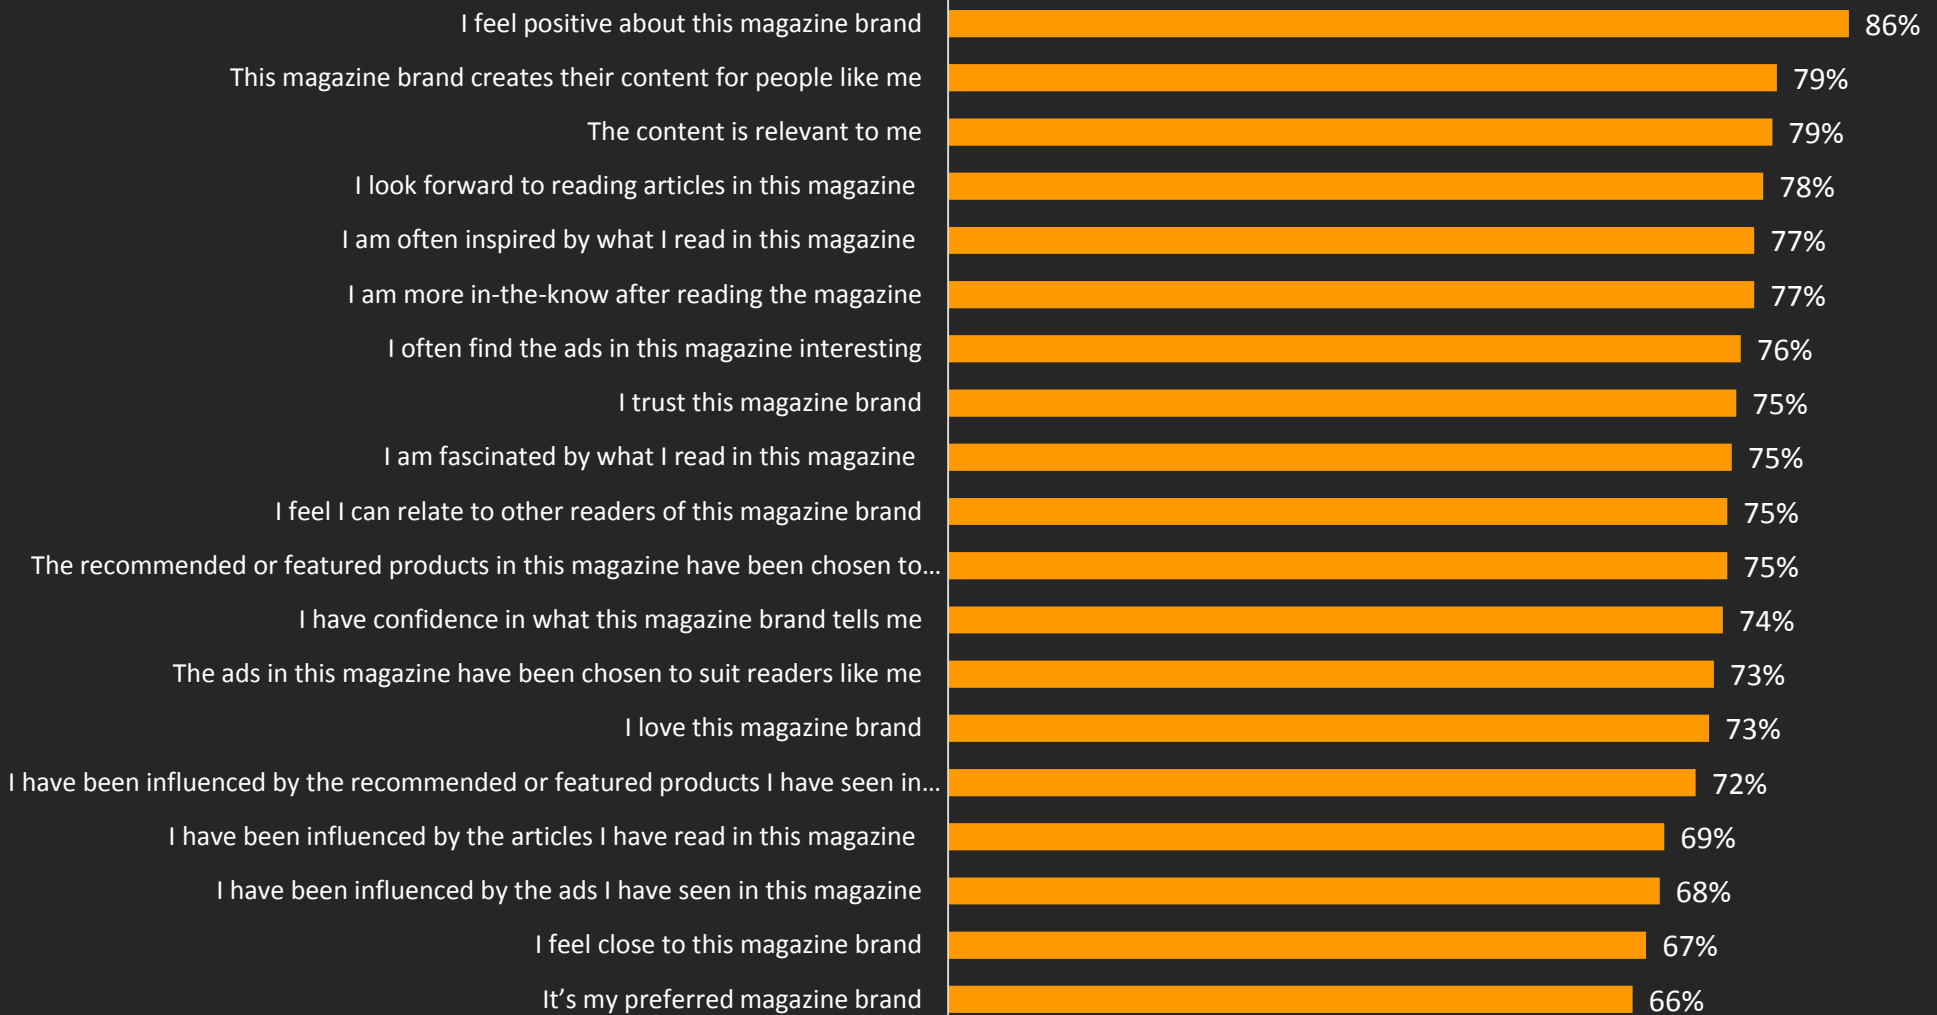 I feel positive about this magazine brand 86%
This magazine brand creates their content for people like me 79%
The content is relevant to me 79%
I look forward to reading articles in this magazine 78%
I am often inspired by what I read in this magazine 77%
I am more in-the-know after reading the magazine 77%
I often find the ads in this magazine interesting 76%
I trust this magazine brand 75%
I am fascinated by what I read in this magazine 75%
I feel I can relate to other readers of this magazine brand 75%
The recommended or featured products in this magazine have been chosen to... 75%
I have confidence in what this magazine brand tells me 74%
The ads in this magazine have been chosen to suit readers like me 73%
I love this magazine brand 73%
I have been influenced by the recommended or featured products I have seen in... 72%
I have been influenced by the articles I have read in this magazine 69%
I have been influenced by the ads I have seen in this magazine 68%
I feel close to this magazine brand 67%
It’s my preferred magazine brand 66%